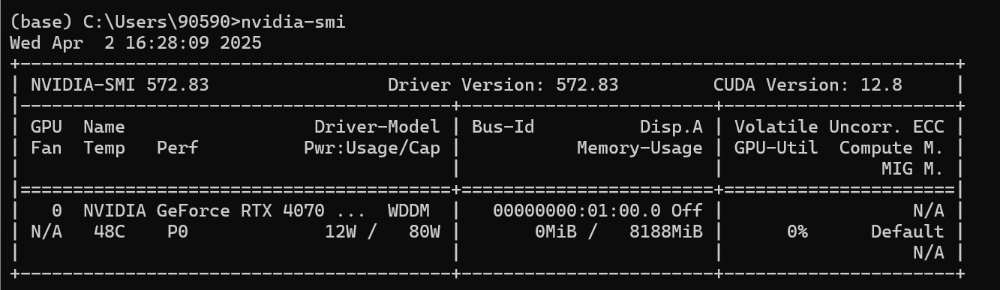 (base) C:\Users\90590>nvidia-smi
Wed Apr  2 16:28:09 2025
+-----------------------------------------------------------------------------------------+
| NVIDIA-SMI 572.83                 Driver Version: 572.83         CUDA Version: 12.8     |
|-----------------------------------------+------------------------+----------------------+
| GPU  Name                  Driver-Model | Bus-Id          Disp.A | Volatile Uncorr. ECC |
| Fan  Temp   Perf          Pwr:Usage/Cap |           Memory-Usage | GPU-Util  Compute M. |
|                                         |                        |               MIG M. |
|=========================================+========================+======================|
|   0  NVIDIA GeForce RTX 4070 ...  WDDM  |   00000000:01:00.0 Off |                  N/A |
| N/A   48C    P0             12W /   80W |       0MiB /   8188MiB |      0%      Default |
|                                         |                        |                  N/A |
+-----------------------------------------+------------------------+----------------------+